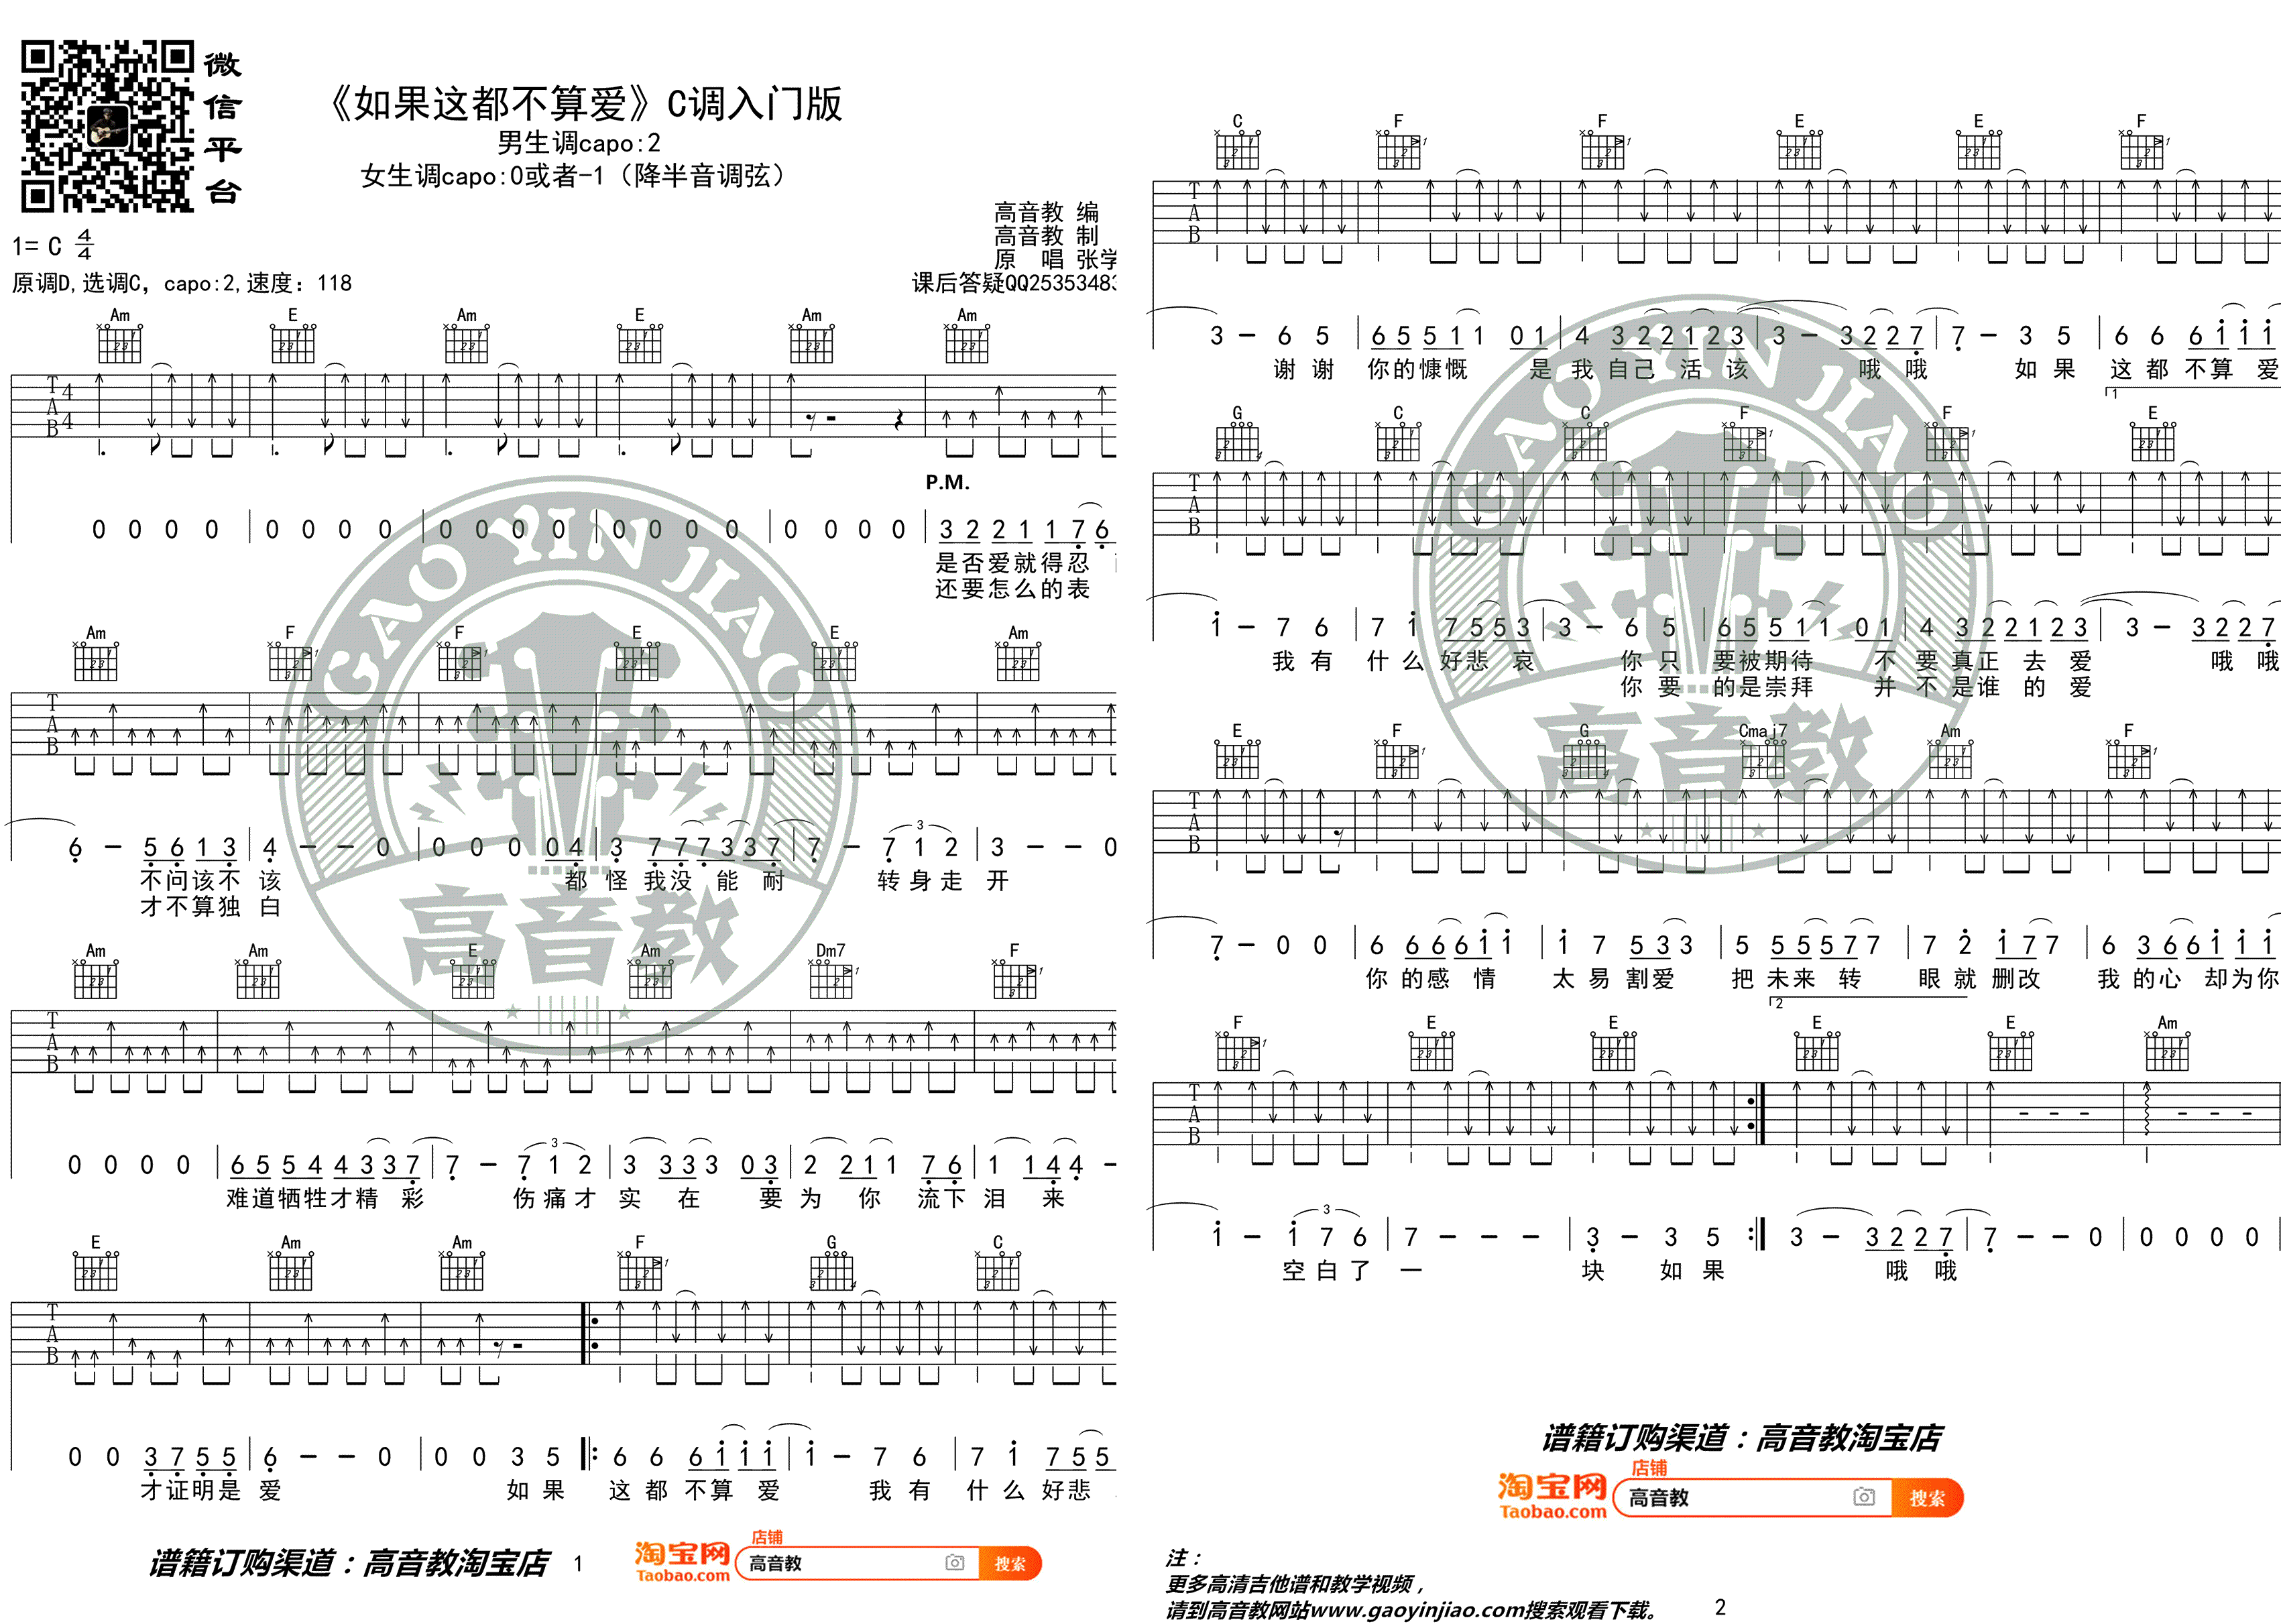 微信平台
《如果这都不算爱》C调入门版
男生调capo:2
女生调capo:0或者-1（降半音调弦）
高音教 编
高音教 制
原 唱 张学
1= C 4/4
原调D,选调C, capo:2,速度: 118
课后答疑QQ25353483
Am E Am E Am Am
T A B 4 4
P.M.
0 0 0 0 0 0 0 0 0 0 0 0 0 0 0 0 0 0 0 0 3 2 2 1 1 7 6
是否爱就得忍
还要怎么的表
GAO YIN JIAO
高音教
Am F F E E Am
T A B
6 - 5 6 1 3 4 - - 0 0 0 0 0 4 3 7 7 7 3 3 7 7 - 7 1 2 3 - - 0
不问该不 该 都 怪 我没 能 耐 转身走 开
才不算独 白
Am Am E Am Dm7 F
T A B
0 0 0 0 6 5 5 4 4 3 3 7 7 - 7 1 2 3 3 3 3 0 3 2 2 1 1 7 6 1 1 4 4 -
难道牺牲才精 彩 伤痛才 实 在 要 为 你 流下 泪 来
E Am Am F G C
T A B
0 0 3 7 5 5 6 - - 0 0 0 3 5 6 6 6 1 1 1 1 - 7 6 7 1 7 5 5
才证明是 爱 如 果 这 都 不算 爱 我 有 什 么 好悲
谱籍订购渠道：高音教淘宝店
1
淘宝网
Taobao.com
店铺
高音教
搜索
C F F E E F
T A B
3 - 6 5 6 5 5 1 1 0 1 4 3 2 2 1 2 3 3 - 3 2 2 7 7 - 3 5 6 6 6 1 1 1
谢 谢 你的慷慨 是 我 自己 活 该 哦 哦 如 果 这 都 不算 爱
1
G C C F F E
T A B
1 - 7 6 7 1 7 5 5 3 3 - 6 5 6 5 5 1 1 0 1 4 3 2 2 1 2 3 3 - 3 2 2 7
我 有 什 么 好悲 哀 你 只 要被期待 不 要 真正 去 爱 哦 哦
你 要 的是崇拜 并 不 是谁 的 爱
GAO YIN JIAO
高音教
E F G Cmaj7 Am F
T A B
7 - 0 0 6 6 6 6 1 1 1 7 5 3 3 5 5 5 5 7 7 7 2 1 7 7 6 3 6 6 1 1 1
你 的感 情 太 易 割爱 把 未来 转 眼 就 删改 我 的心 却为你
2
F E E E E Am
T A B
1 - 1 7 6 7 - - - 3 - 3 5 3 - 3 2 2 7 7 - - 0 0 0 0 0
空白了 一 块 如 果 哦 哦
谱籍订购渠道：高音教淘宝店
淘宝网
Taobao.com
店铺
高音教
搜索
注：
更多高清吉他谱和教学视频，
请到高音教网站www.gaoyinjiao.com搜索观看下载。
2